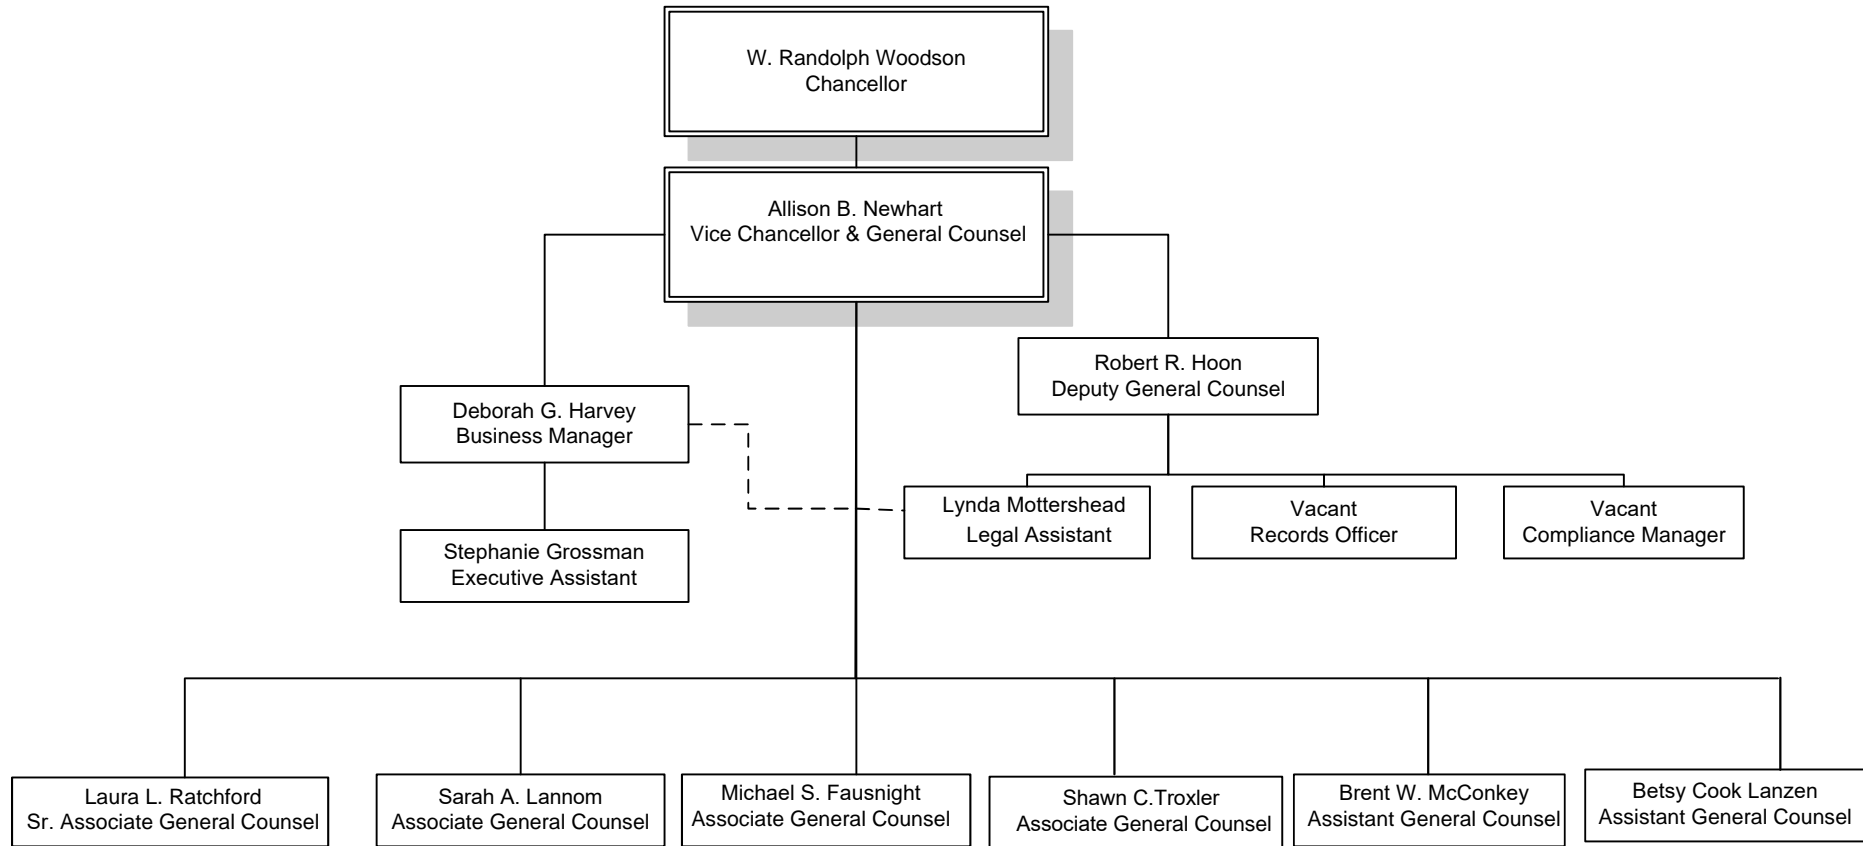 W. Randolph Woodson
Chancellor
Allison B. Newhart
Vice Chancellor & General Counsel
Robert R. Hoon
Deputy General Counsel
Deborah G. Harvey
Business Manager
Lynda Mottershead
Legal Assistant
Vacant
Records Officer
Vacant
Compliance Manager
Stephanie Grossman
Executive Assistant
Laura L. Ratchford
Sr. Associate General Counsel
Sarah A. Lannom
Associate General Counsel
Michael S. Fausnight
Associate General Counsel
Shawn C.Troxler
Associate General Counsel
Brent W. McConkey
Assistant General Counsel
Betsy Cook Lanzen
Assistant General Counsel